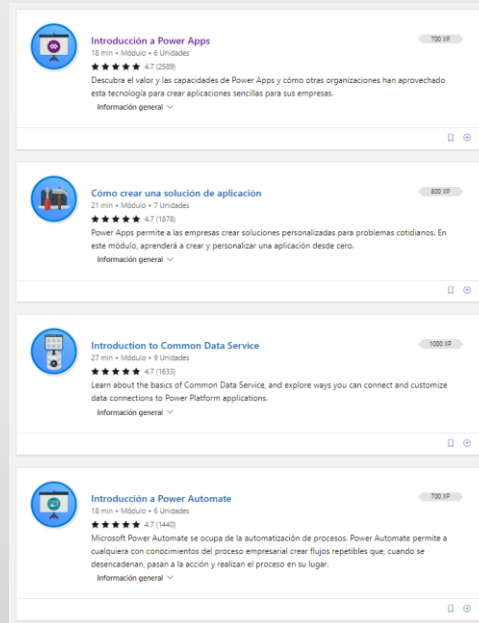 Introducción a Power Apps
700 XP
18 min • Módulo • 6 Unidades
4.7 (2589)
Descubra el valor y las capacidades de Power Apps y cómo otras organizaciones han aprovechado
esta tecnología para crear aplicaciones sencillas para sus empresas.
Información general
Cómo crear una solución de aplicación
800 XP
21 min • Módulo • 7 Unidades
4.7 (1878)
Power Apps permite a las empresas crear soluciones personalizadas para problemas cotidianos. En
este módulo, aprenderá a crear y personalizar una aplicación desde cero.
Información general
Introduction to Common Data Service
1000 XP
27 min • Módulo • 9 Unidades
4.7 (1633)
Learn about the basics of Common Data Service, and explore ways you can connect and customize
data connections to Power Platform applications.
Información general
Introducción a Power Automate
700 XP
18 min • Módulo • 6 Unidades
4.7 (1440)
Microsoft Power Automate se ocupa de la automatización de procesos. Power Automate permite a
cualquiera con conocimientos del proceso empresarial crear flujos repetibles que, cuando se
desencadenan, pasan a la acción y realizan el proceso en su lugar.
Información general